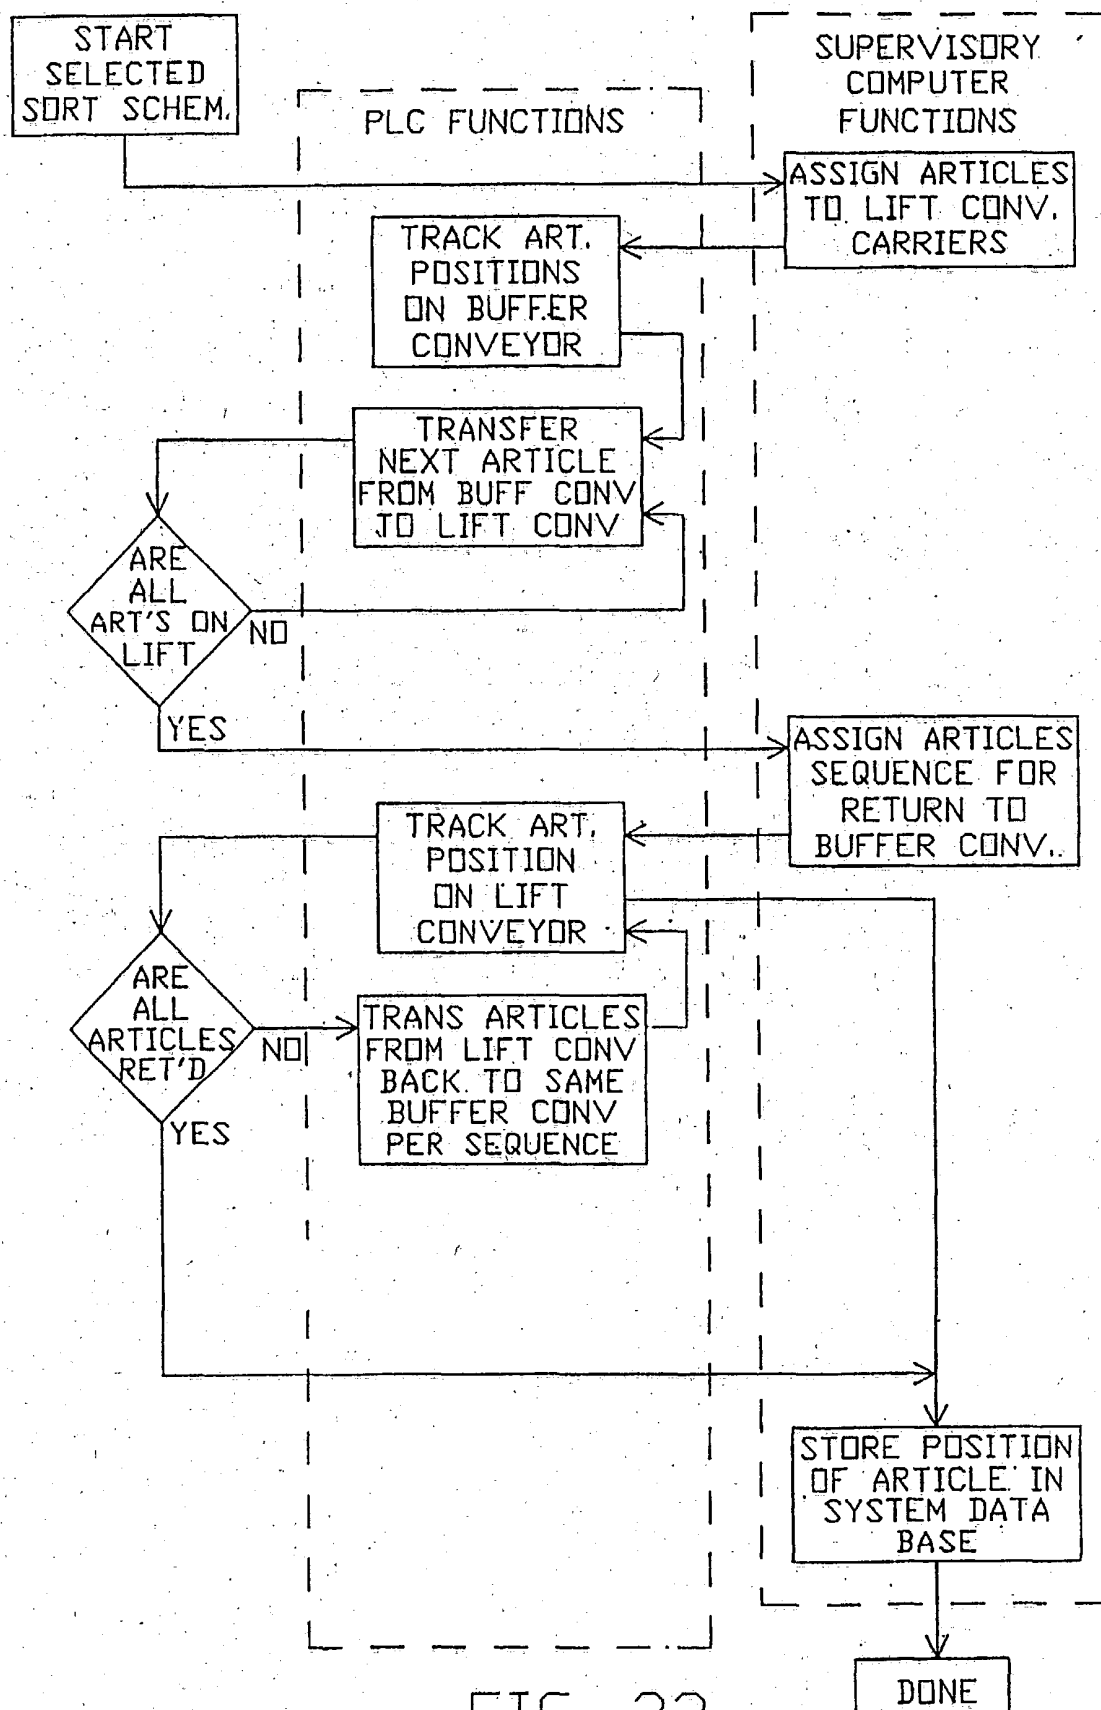 START
SELECTED
SORT SCHEM.
PLC FUNCTIONS
SUPERVISORY
COMPUTER
FUNCTIONS
ASSIGN ARTICLES
TO LIFT CONV.
CARRIERS
TRACK ART.
POSITIONS
ON BUFFER
CONVEYOR
TRANSFER
NEXT ARTICLE
FROM BUFF CONV
TO LIFT CONV
ARE
ALL
ART'S ON
LIFT
NO
YES
ASSIGN ARTICLES
SEQUENCE FOR
RETURN TO
BUFFER CONV.
TRACK ART.
POSITION
ON LIFT
CONVEYOR
ARE
ALL
ARTICLES
RET'D
NO
YES
TRANS ARTICLES
FROM LIFT CONV
BACK TO SAME
BUFFER CONV
PER SEQUENCE
STORE POSITION
OF ARTICLE IN
SYSTEM DATA
BASE
DONE
FIG.